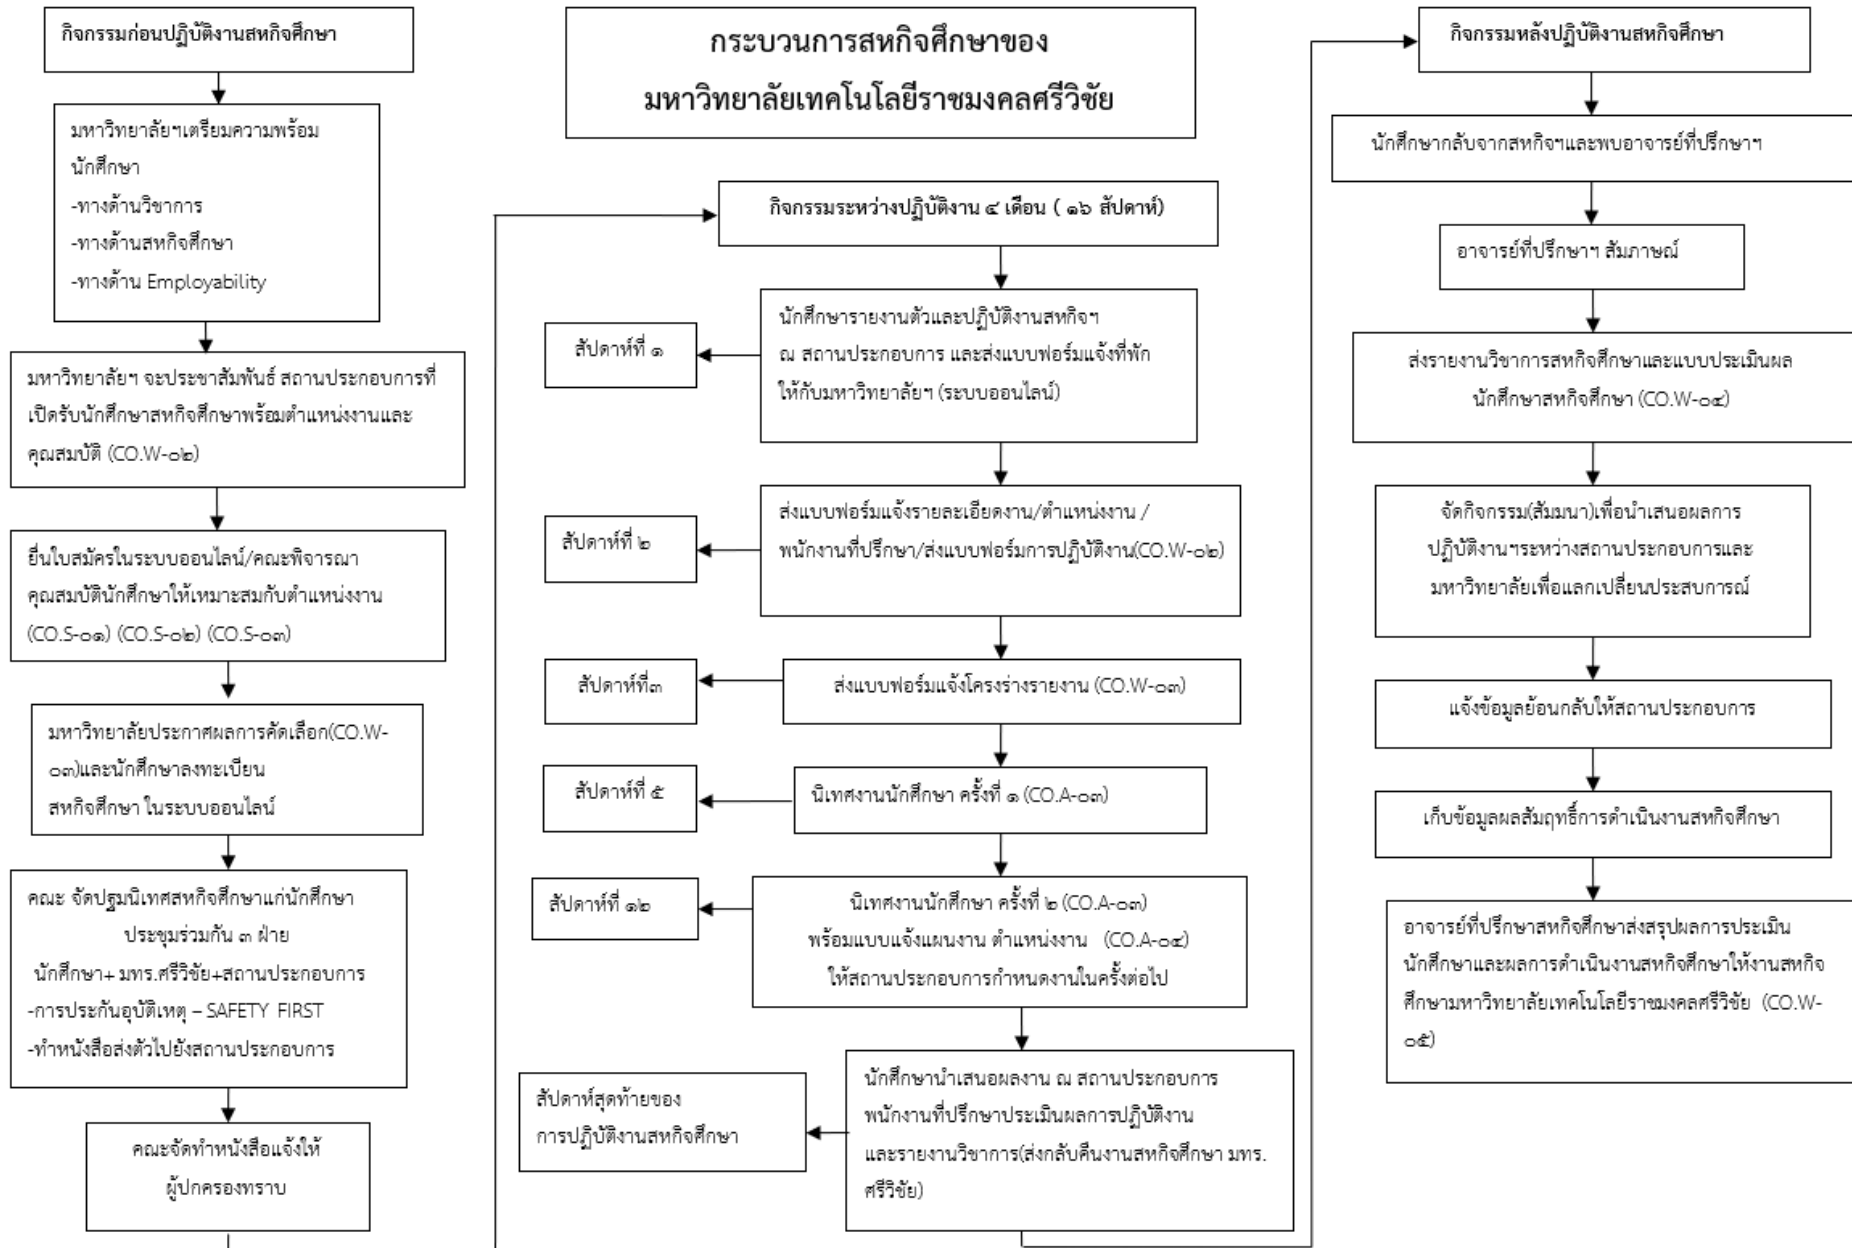 กิจกรรมก่อนปฏิบัติงานสหกิจศึกษา
มหาวิทยาลัยฯเตรียมความพร้อม
นักศึกษา
-ทางด้านวิชาการ
-ทางด้านสหกิจศึกษา
-ทางด้าน Employability
มหาวิทยาลัยฯ จะประชาสัมพันธ์ สถานประกอบการที่
เปิดรับนักศึกษาสหกิจศึกษาพร้อมตำแหน่งงานและ
คุณสมบัติ (CO.W-๐๒)
ยื่นใบสมัครในระบบออนไลน์/คณะพิจารณา
คุณสมบัตินักศึกษาให้เหมาะสมกับตำแหน่งงาน
(CO.S-๐๑) (CO.S-๐๒) (CO.S-๐๓)
มหาวิทยาลัยประกาศผลการคัดเลือก(CO.W-
๐๓)และนักศึกษาลงทะเบียน
สหกิจศึกษา ในระบบออนไลน์
คณะ จัดปฐมนิเทศสหกิจศึกษาแก่นักศึกษา
ประชุมร่วมกัน ๓ ฝ่าย
นักศึกษา+ มทร.ศรีวิชัย+สถานประกอบการ
-การประกันอุบัติเหตุ – SAFETY FIRST
-ทำหนังสือส่งตัวไปยังสถานประกอบการ
คณะจัดทำหนังสือแจ้งให้
ผู้ปกครองทราบ
กระบวนการสหกิจศึกษาของ
มหาวิทยาลัยเทคโนโลยีราชมงคลศรีวิชัย
กิจกรรมระหว่างปฏิบัติงาน ๔ เดือน ( ๑๖ สัปดาห์)
สัปดาห์ที่ ๑
นักศึกษารายงานตัวและปฏิบัติงานสหกิจฯ
ณ สถานประกอบการ และส่งแบบฟอร์มแจ้งที่พัก
ให้กับมหาวิทยาลัยฯ (ระบบออนไลน์)
สัปดาห์ที่ ๒
ส่งแบบฟอร์มแจ้งรายละเอียดงาน/ตำแหน่งงาน /
พนักงานที่ปรึกษา/ส่งแบบฟอร์มการปฏิบัติงาน(CO.W-๐๒)
สัปดาห์ที่๓
ส่งแบบฟอร์มแจ้งโครงร่างรายงาน (CO.W-๐๓)
สัปดาห์ที่ ๕
นิเทศงานนักศึกษา ครั้งที่ ๑ (CO.A-๐๓)
สัปดาห์ที่ ๑๒
นิเทศงานนักศึกษา ครั้งที่ ๒ (CO.A-๐๓)
พร้อมแบบแจ้งแผนงาน ตำแหน่งงาน (CO.A-๐๔)
ให้สถานประกอบการกำหนดงานในครั้งต่อไป
สัปดาห์สุดท้ายของ
การปฏิบัติงานสหกิจศึกษา
นักศึกษานำเสนอผลงาน ณ สถานประกอบการ
พนักงานที่ปรึกษาประเมินผลการปฏิบัติงาน
และรายงานวิชาการ(ส่งกลับคืนงานสหกิจศึกษา มทร.
ศรีวิชัย)
กิจกรรมหลังปฏิบัติงานสหกิจศึกษา
นักศึกษากลับจากสหกิจฯและพบอาจารย์ที่ปรึกษาฯ
อาจารย์ที่ปรึกษาฯ สัมภาษณ์
ส่งรายงานวิชาการสหกิจศึกษาและแบบประเมินผล
นักศึกษาสหกิจศึกษา (CO.W-๐๔)
จัดกิจกรรม(สัมมนา)เพื่อนำเสนอผลการ
ปฏิบัติงานฯระหว่างสถานประกอบการและ
มหาวิทยาลัยเพื่อแลกเปลี่ยนประสบการณ์
แจ้งข้อมูลย้อนกลับให้สถานประกอบการ
เก็บข้อมูลผลสัมฤทธิ์การดำเนินงานสหกิจศึกษา
อาจารย์ที่ปรึกษาสหกิจศึกษาส่งสรุปผลการประเมิน
นักศึกษาและผลการดำเนินงานสหกิจศึกษาให้งานสหกิจ
ศึกษามหาวิทยาลัยเทคโนโลยีราชมงคลศรีวิชัย (CO.W-
๐๕)